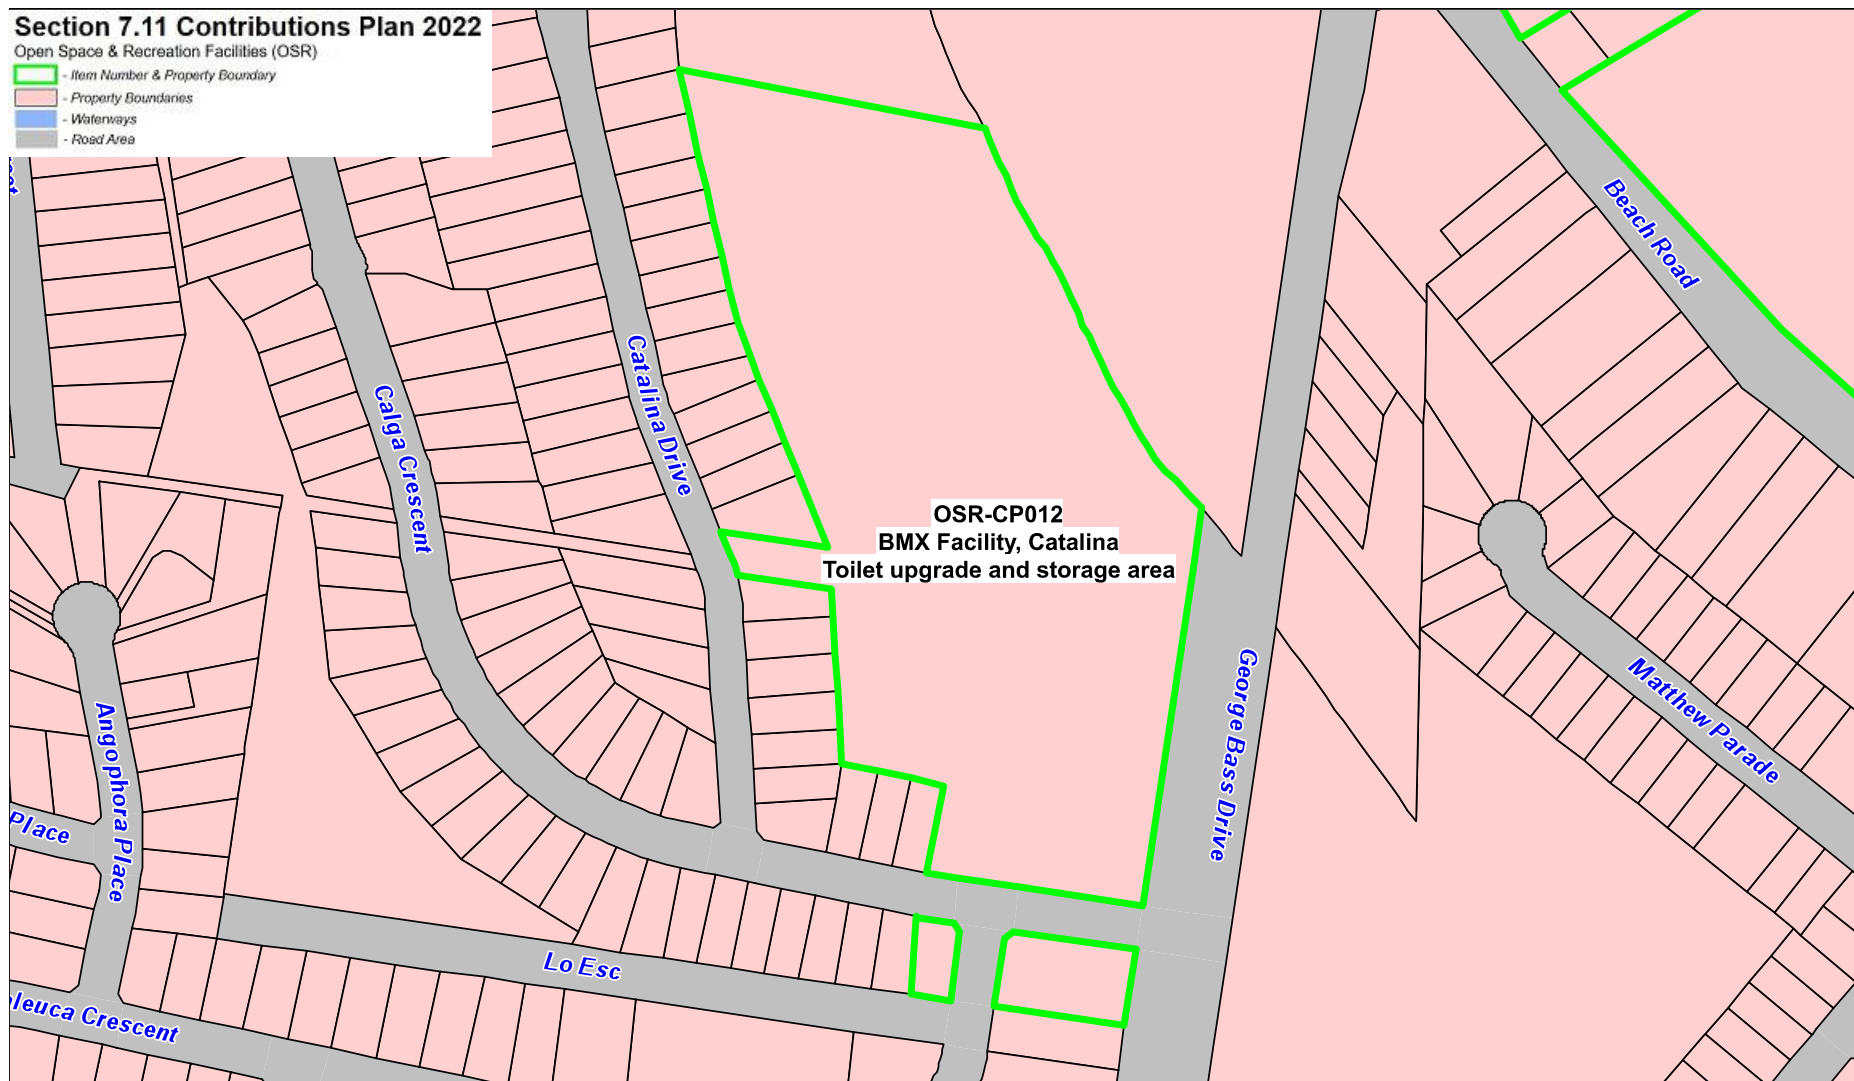 Section 7.11 Contributions Plan 2022
Open Space & Recreation Facilities (OSR)
- Item Number & Property Boundary
- Property Boundaries
- Waterways
- Road Area
Beach Road
Catalina Drive
Calga Crescent
OSR-CP012
BMX Facility, Catalina
Toilet upgrade and storage area
George Bass Drive
Matthew Parade
Angophora Place
Place
Lo Esc
leuca Crescent